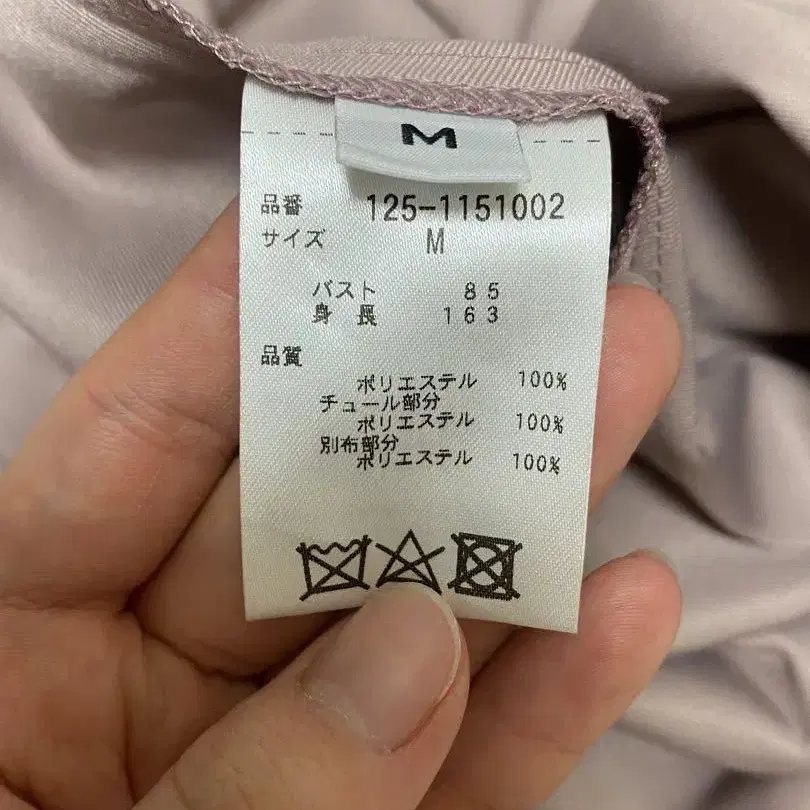 M
品番 125-1151002
サイズ M
バスト 85
身長 163
品質
ポリエステル 100%
チュール部分
ポリエステル 100%
別布部分
ポリエステル 100%